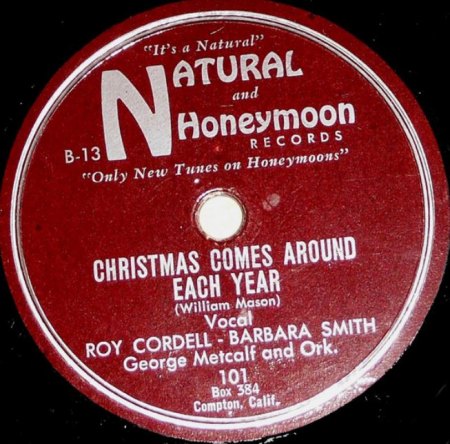 "It's a Natural"
NATURAL
and
Honeymoon
RECORDS
B-13
"Only New Tunes on Honeymoons"
CHRISTMAS COMES AROUND
EACH YEAR
(William Mason)
Vocal
ROY CORDELL - BARBARA SMITH
George Metcalf and Ork.
101
Box 384
Compton, Calif.